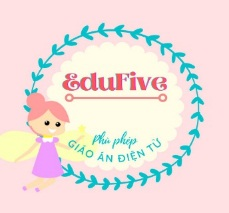 EduFive
Phù phép
GIÁO ÁN ĐIỆN TỬ